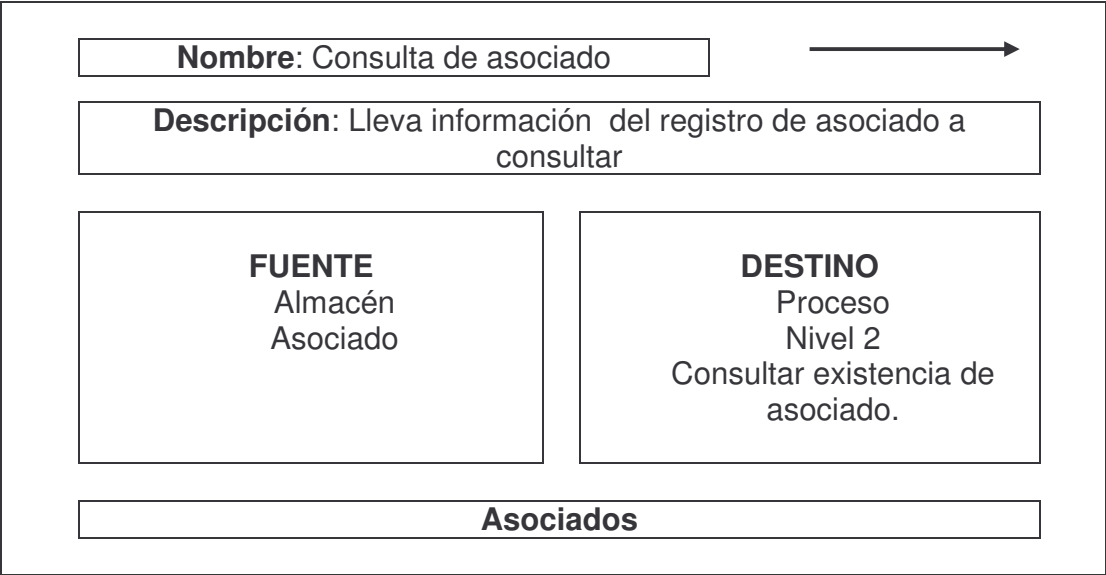 Nombre: Consulta de asociado
Descripción: Lleva información del registro de asociado a
consultar
FUENTE
Almacén
Asociado
DESTINO
Proceso
Nivel 2
Consultar existencia de
asociado.
Asociados